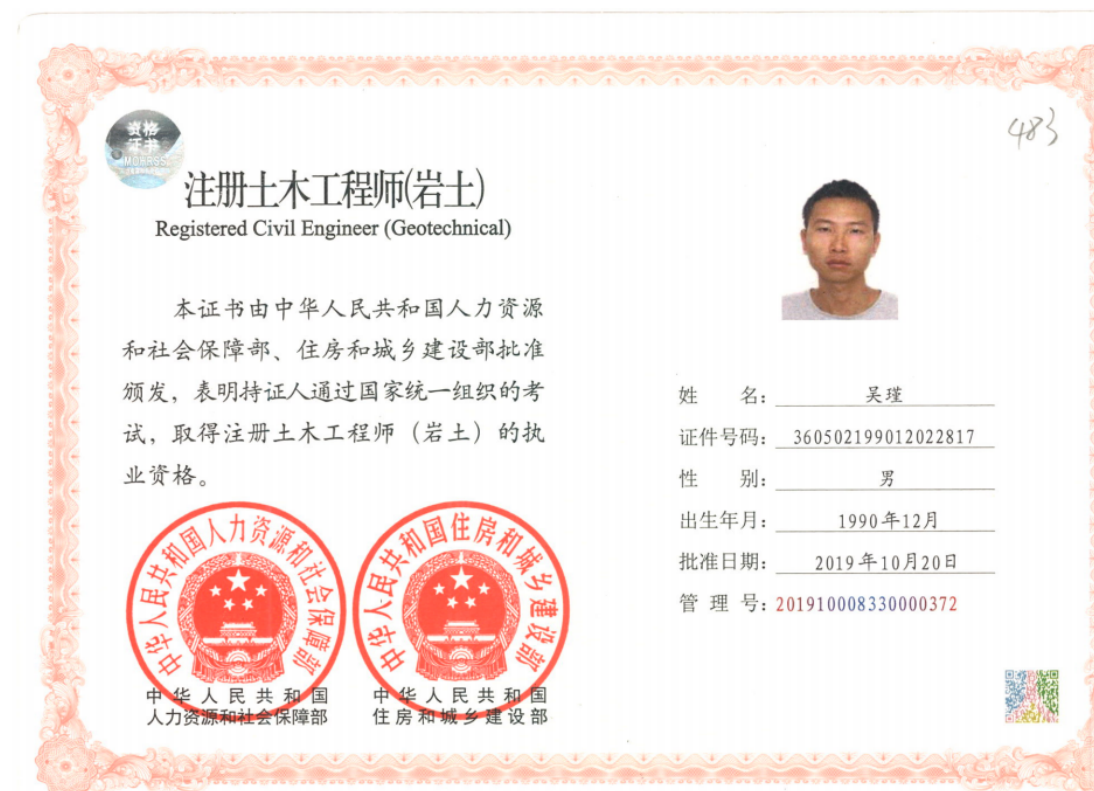 资格
证书
MOHRSS
483
注册土木工程师(岩土)
Registered Civil Engineer (Geotechnical)
本证书由中华人民共和国人力资源
和社会保障部、住房和城乡建设部批准
颁发，表明持证人通过国家统一组织的考
试，取得注册土木工程师（岩土）的执
业资格。
中华人民共和国人力资源和社会保障部
中华人民共和国住房和城乡建设部
中华人民共和国
人力资源和社会保障部
中华人民共和国
住房和城乡建设部
姓 名：吴瑾
证件号码：360502199012022817
性 别：男
出生年月：1990年12月
批准日期：2019年10月20日
管 理 号：201910008330000372